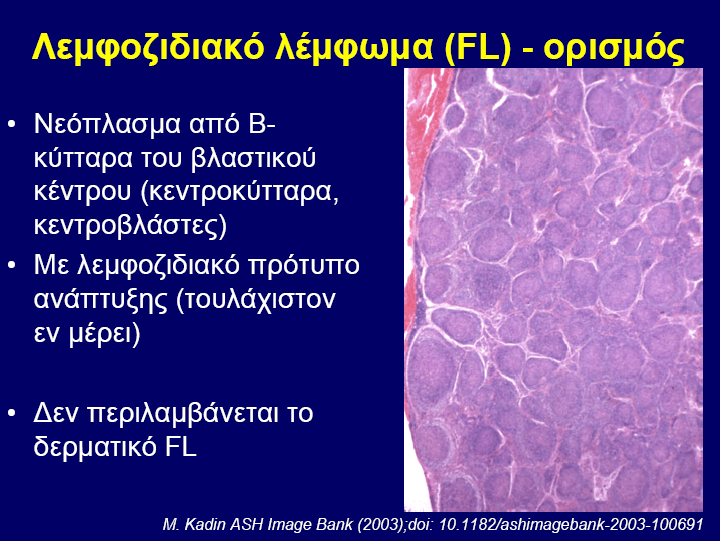 Λεμφοζιδιακό λέμφωμα (FL) - ορισμός
• Νεόπλασμα από Β-
κύτταρα του βλαστικού
κέντρου (κεντροκύτταρα,
κεντροβλάστες)
• Με λεμφοζιδιακό πρότυπο
ανάπτυξης (τουλάχιστον
εν μέρει)
• Δεν περιλαμβάνεται το
δερματικό FL
M. Kadin ASH Image Bank (2003);doi: 10.1182/ashimagebank-2003-100691